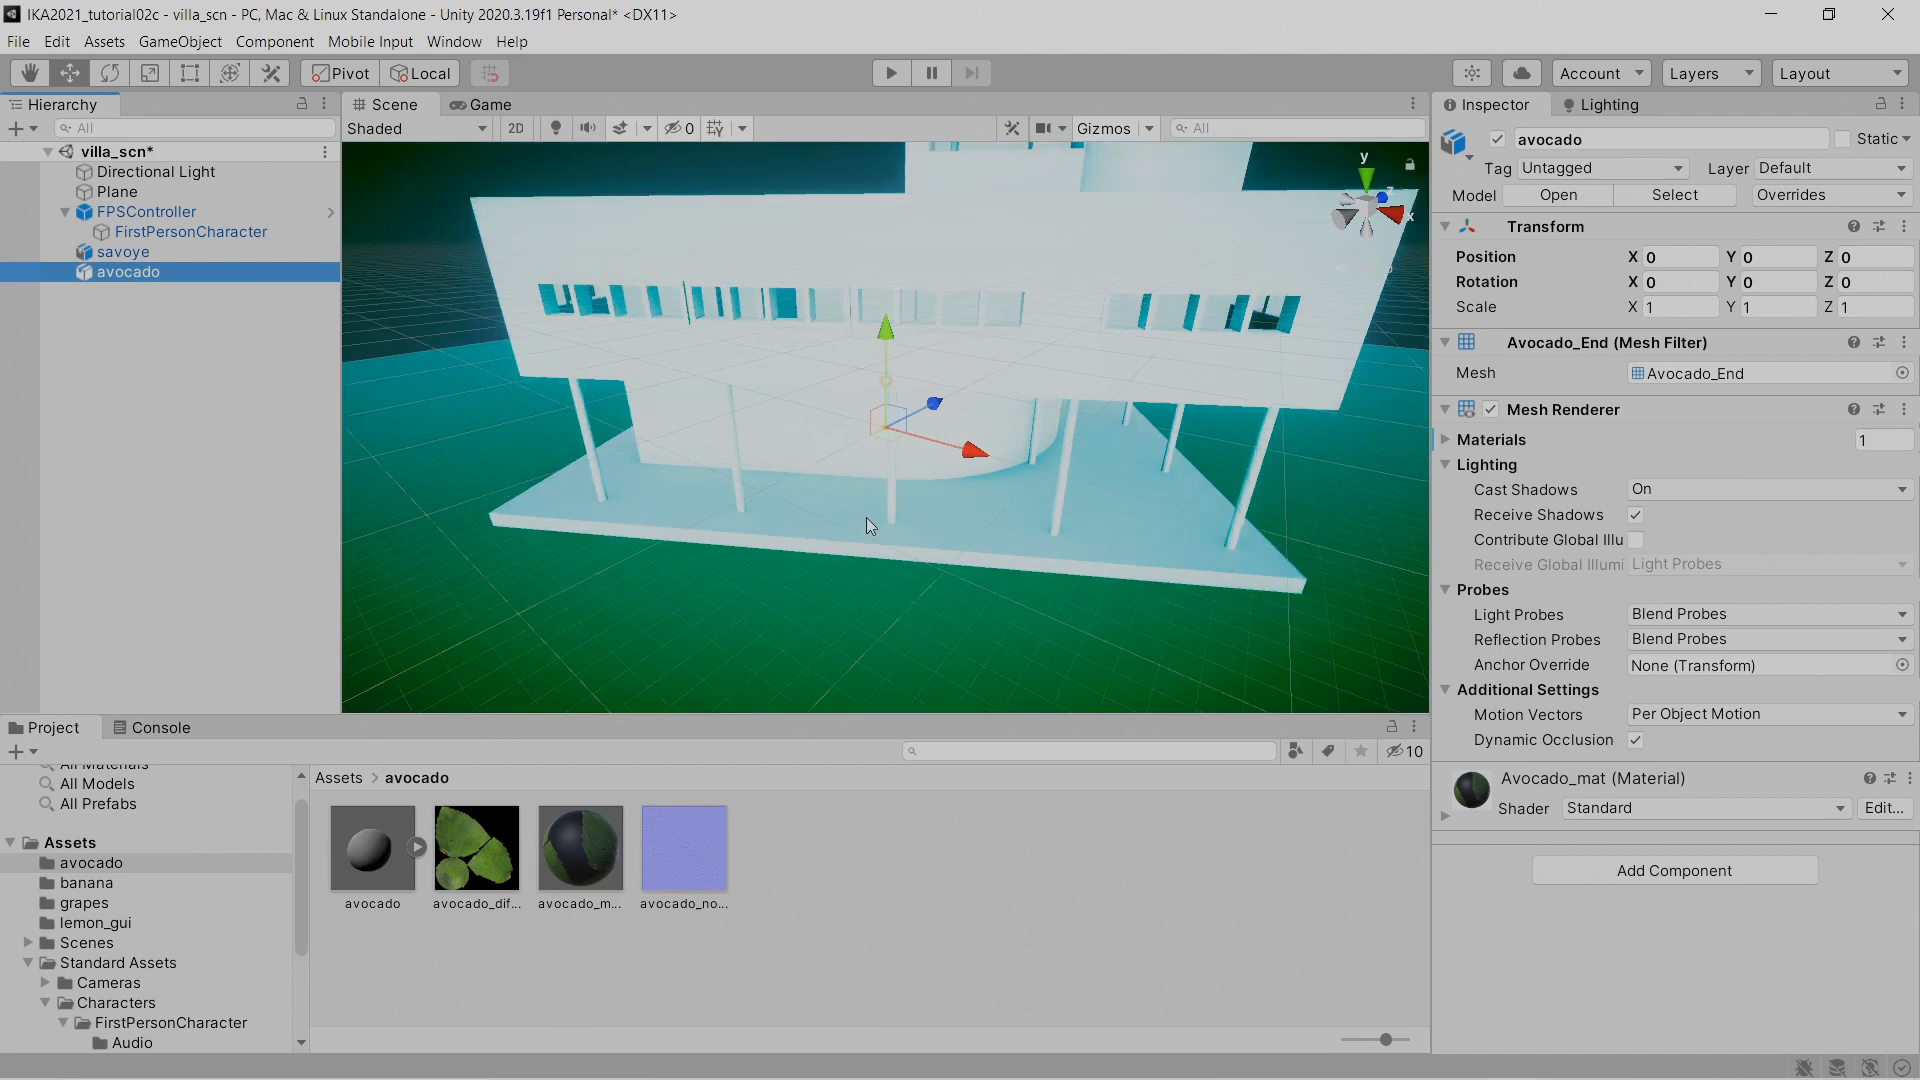 IKA2021_tutorial02c - villa_scn - PC, Mac & Linux Standalone - Unity 2020.3.19f1 Personal* <DX11>
File Edit Assets GameObject Component Mobile Input Window Help
Pivot Local Account Layers Layout
Hierarchy
All
villa_scn*
Directional Light
Plane
FPSController
FirstPersonCharacter
savoye
avocado
Scene Game
Shaded 2D 0 Gizmos All
y
z
x
Inspector Lighting
avocado Static
Tag Untagged Layer Default
Model Open Select Overrides
Transform
Position X 0 Y 0 Z 0
Rotation X 0 Y 0 Z 0
Scale X 1 Y 1 Z 1
Avocado_End (Mesh Filter)
Mesh Avocado_End
Mesh Renderer
Materials 1
Lighting
Cast Shadows On
Receive Shadows
Contribute Global Illu
Receive Global Illumi Light Probes
Probes
Light Probes Blend Probes
Reflection Probes Blend Probes
Anchor Override None (Transform)
Additional Settings
Motion Vectors Per Object Motion
Dynamic Occlusion
Avocado_mat (Material)
Shader Standard Edit...
Add Component
Project Console
10
All Materials
All Models
All Prefabs
Assets
avocado
banana
grapes
lemon_gui
Scenes
Standard Assets
Cameras
Characters
FirstPersonCharacter
Audio
Assets > avocado
avocado avocado_dif... avocado_m... avocado_no...